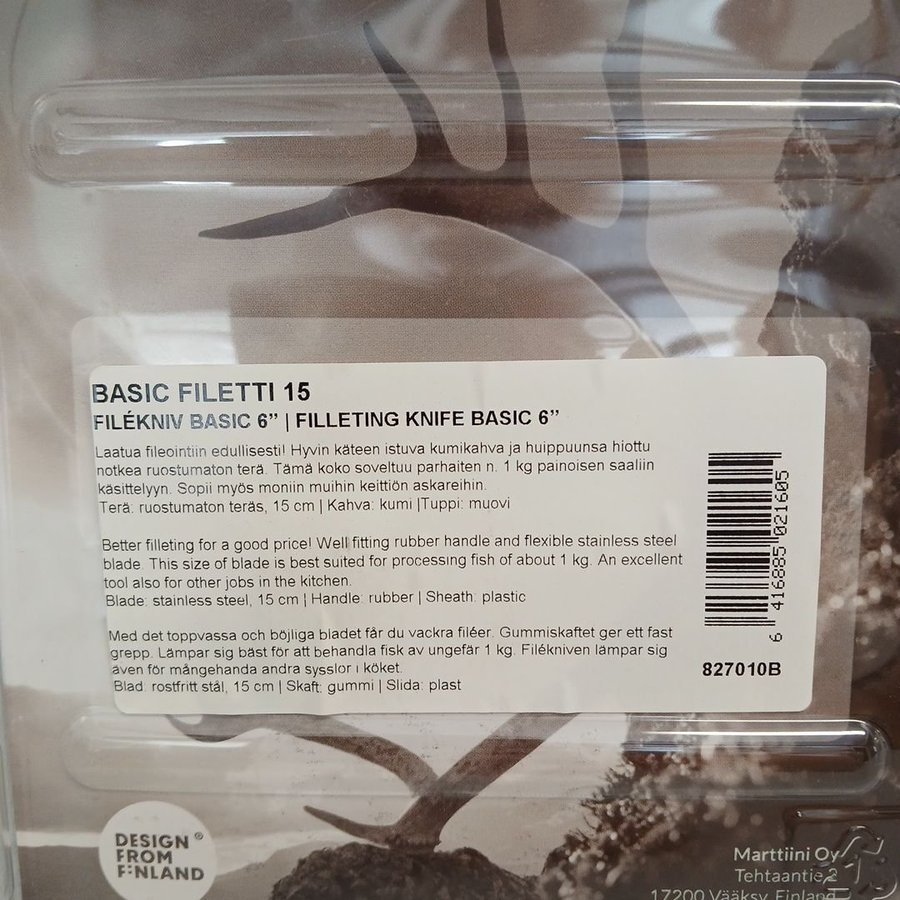 BASIC FILETTI 15
FILÉKNIV BASIC 6” | FILLETING KNIFE BASIC 6”
Laatua fileointiin edullisesti! Hyvin käteen istuva kumikahva ja huippuunsa hiottu
notkea ruostumaton terä. Tämä koko soveltuu parhaiten n. 1 kg painoisen saaliin
käsittelyyn. Sopii myös moniin muihin keittiön askareihin.
Terä: ruostumaton teräs, 15 cm | Kahva: kumi |Tuppi: muovi
Better filleting for a good price! Well fitting rubber handle and flexible stainless steel
blade. This size of blade is best suited for processing fish of about 1 kg. An excellent
tool also for other jobs in the kitchen.
Blade: stainless steel, 15 cm | Handle: rubber | Sheath: plastic
Med det toppvassa och böjliga bladet får du vackra filéer. Gummiskaftet ger ett fast
grepp. Lämpar sig bäst för att behandla fisk av ungefär 1 kg. Filékniven lämpar sig
även för mångehanda andra sysslor i köket.
Blad: rostfritt stål, 15 cm | Skaft: gummi | Slida: plast
6 416885 021605
827010B
DESIGN ®
FROM
FINLAND
Marttiini Oy
Tehtaantie 2
17200 Vääksy, Finland